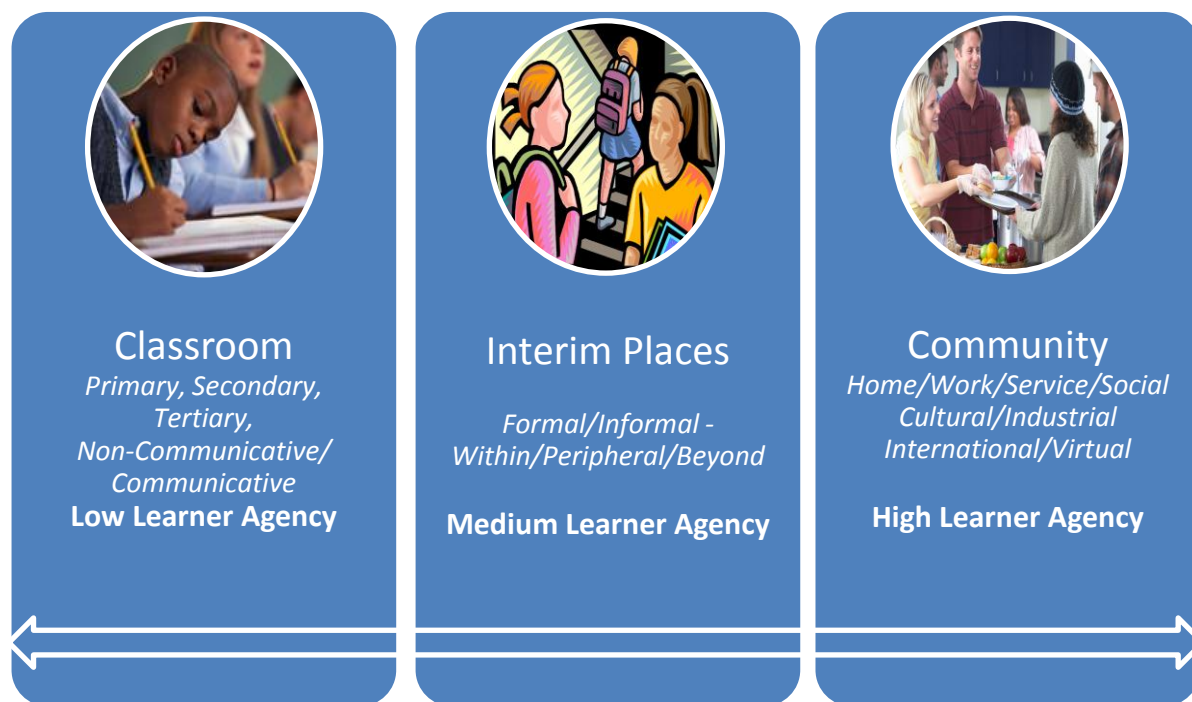 Classroom
Primary, Secondary,
Tertiary,
Non-Communicative/
Communicative
Low Learner Agency
Interim Places
Formal/Informal -
Within/Peripheral/Beyond
Medium Learner Agency
Community
Home/Work/Service/Social
Cultural/Industrial
International/Virtual
High Learner Agency